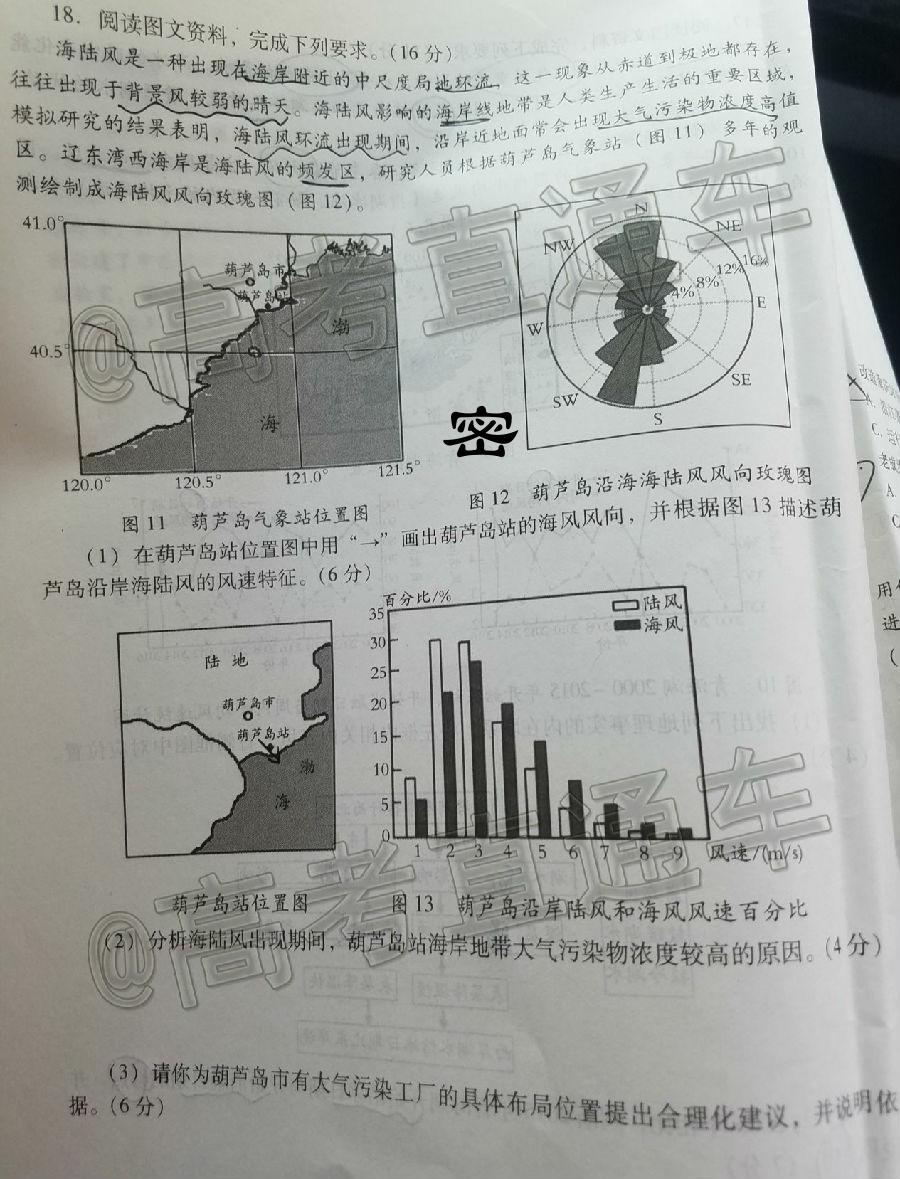 18. 阅读图文资料，完成下列要求。(16分)
海陆风是一种出现在海岸附近的中尺度局地环流，这一现象从赤道到极地都存在，
往往出现于背景风较弱的晴天。海陆风影响的海岸线地带是人类生产生活的重要区域，
模拟研究的结果表明，海陆风环流出现期间，沿岸近地面常会出现大气污染物浓度高值
区。辽东湾西海岸是海陆风的频发区，研究人员根据葫芦岛气象站（图11）多年的观
测绘制成海陆风风向玫瑰图（图12）。
41.0°
40.5°
120.0° 120.5° 121.0° 121.5°
葫芦岛市
葫芦岛站
渤
海
N
NE
E
SE
S
SW
W
NW
4% 8% 12% 16%
密
图11 葫芦岛气象站位置图
图12 葫芦岛沿海海陆风风向玫瑰图
(1) 在葫芦岛站位置图中用“→”画出葫芦岛站的海风风向，并根据图13描述葫
芦岛沿岸海陆风的风速特征。(6分)
陆地
葫芦岛市
葫芦岛站
渤
海
葫芦岛站位置图
百分比/%
35
30
25
20
15
10
5
0
1 2 3 4 5 6 7 8 9 风速/(m/s)
陆风
海风
图13 葫芦岛沿岸陆风和海风风速百分比
(2) 分析海陆风出现期间，葫芦岛站海岸地带大气污染物浓度较高的原因。(4分)
(3) 请你为葫芦岛市有大气污染工厂的具体布局位置提出合理化建议，并说明依
据。(6分)
@高考直通车
@高考直通车